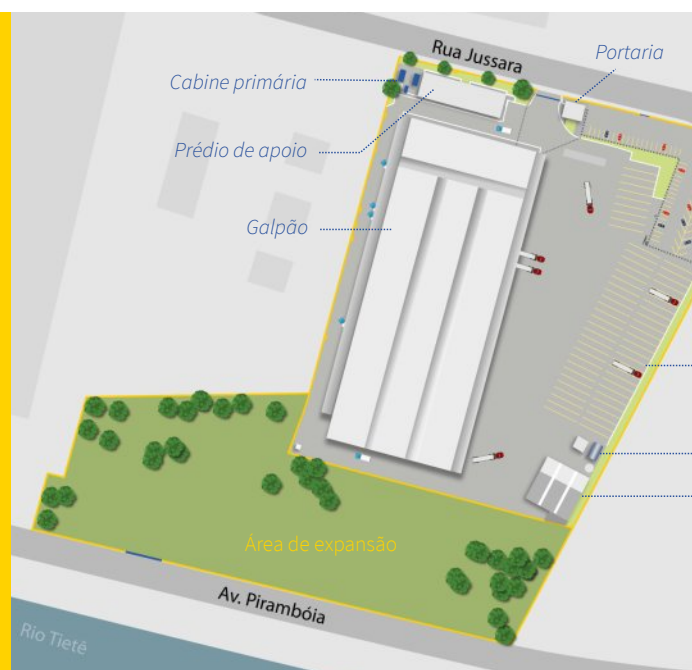 Rua Jussara
Portaria
Cabine primária
Prédio de apoio
Galpão
Área de expansão
Av. Pirambóia
Rio Tietê